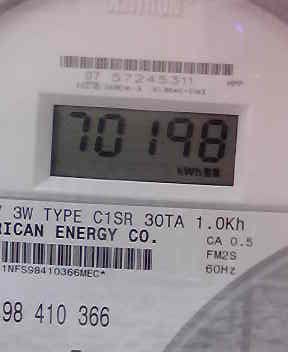 07 57245311
70198
kWh
3W TYPE C1SR 30TA 1.0Kh
RICAN ENERGY CO.
CA 0.5
FM2S
60Hz
1NFS98410366MEC*
98 410 366